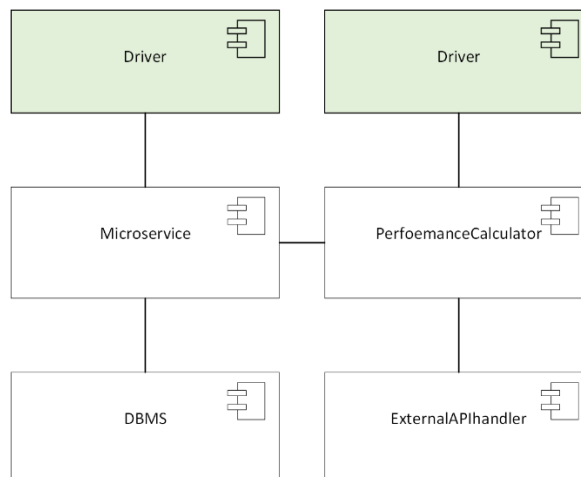 Driver
Driver
Microservice
PerfoemanceCalculator
DBMS
ExternalAPIhandler